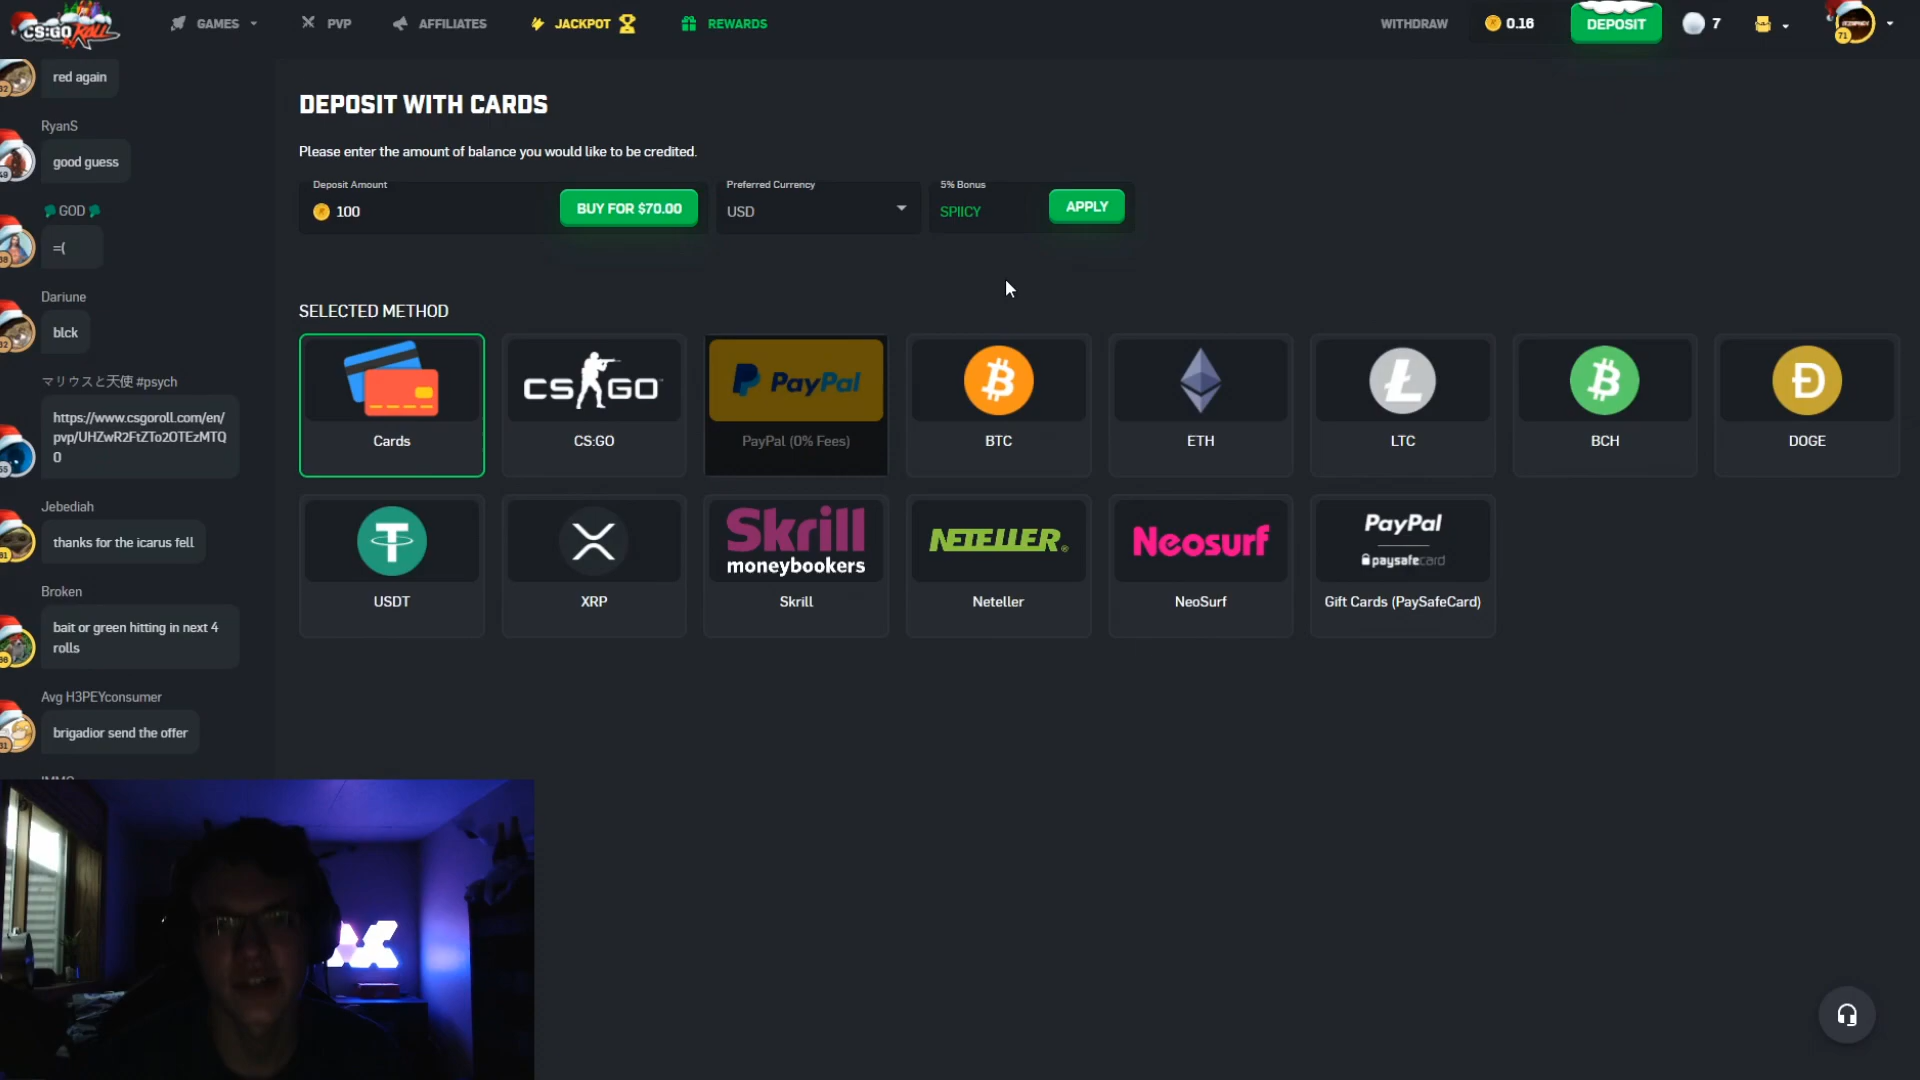 CS:GO ROLL
GAMES
PVP
AFFILIATES
JACKPOT
REWARDS
WITHDRAW
0.16
DEPOSIT
7
71
red again
RyanS
good guess
GOD
=(
Dariune
blck
マリウスと天使 #psych
https://www.csgoroll.com/en/
pvp/UHZwR2FtZTo2OTEzMTQ
0
Jebediah
thanks for the icarus fell
Broken
bait or green hitting in next 4
rolls
Avg H3PEYconsumer
brigadior send the offer
DEPOSIT WITH CARDS
Please enter the amount of balance you would like to be credited.
Deposit Amount
100
BUY FOR $70.00
Preferred Currency
USD
5% Bonus
SPIICY
APPLY
SELECTED METHOD
Cards
CS GO
CS:GO
PayPal
PayPal (0% Fees)
BTC
ETH
LTC
BCH
DOGE
USDT
XRP
Skrill
moneybookers
Skrill
NETELLER
Neteller
Neosurf
NeoSurf
PayPal
paysafecard
Gift Cards (PaySafeCard)